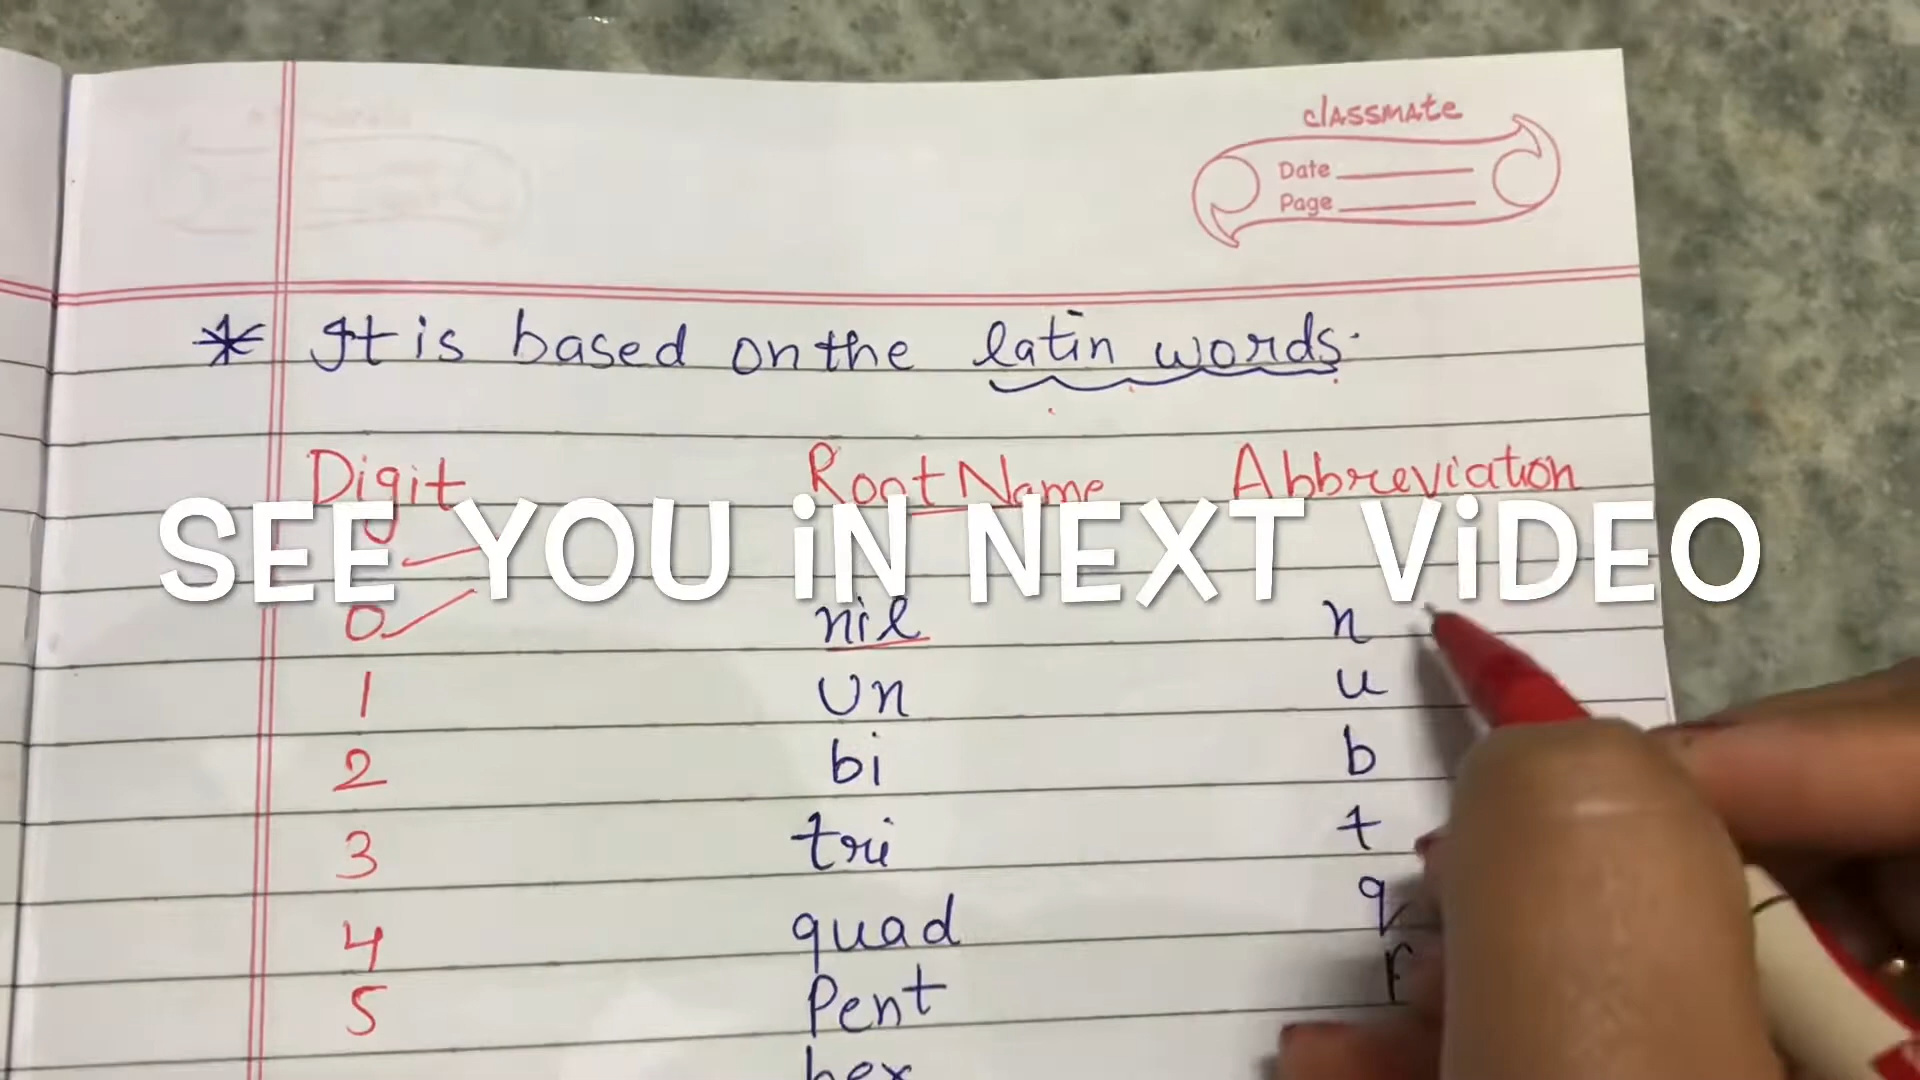 classmate
Date
Page
* It is based on the latin words.
Digit Root Name Abbreviation
SEE YOU iN NEXT ViDEO
0 nil n
1 Un u
2 bi b
3 tri t
4 quad q
5 Pent
hex